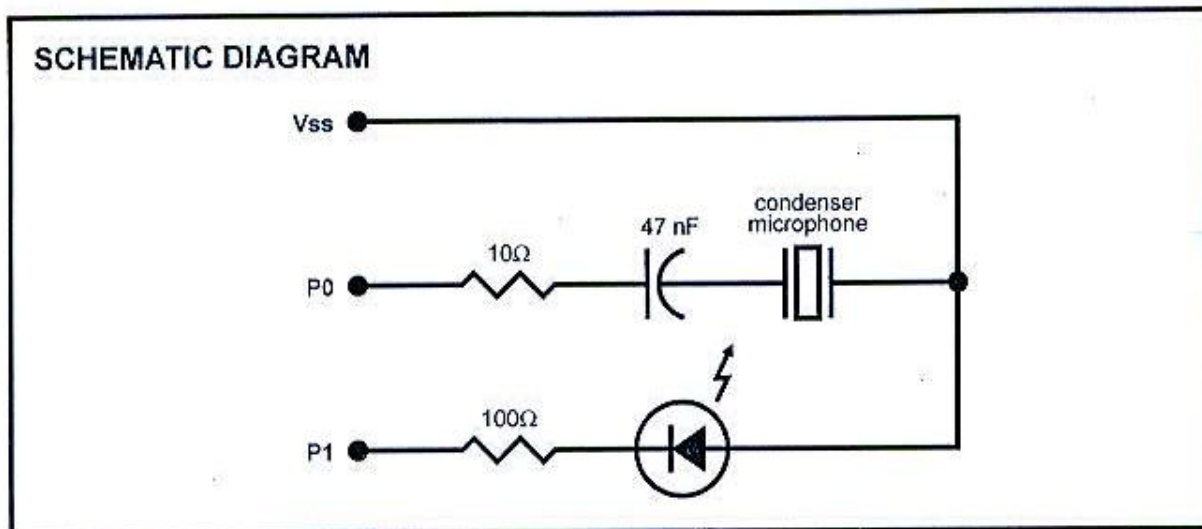 SCHEMATIC DIAGRAM
Vss
condenser
microphone
47 nF
10Ω
P0
100Ω
P1